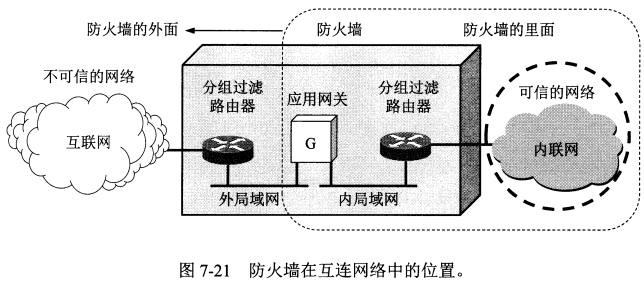 防火墙的外面
防火墙
防火墙的里面
不可信的网络
互联网
分组过滤
路由器
应用网关
G
分组过滤
路由器
可信的网络
内联网
外局域网
内局域网
图 7-21 防火墙在互连网络中的位置。